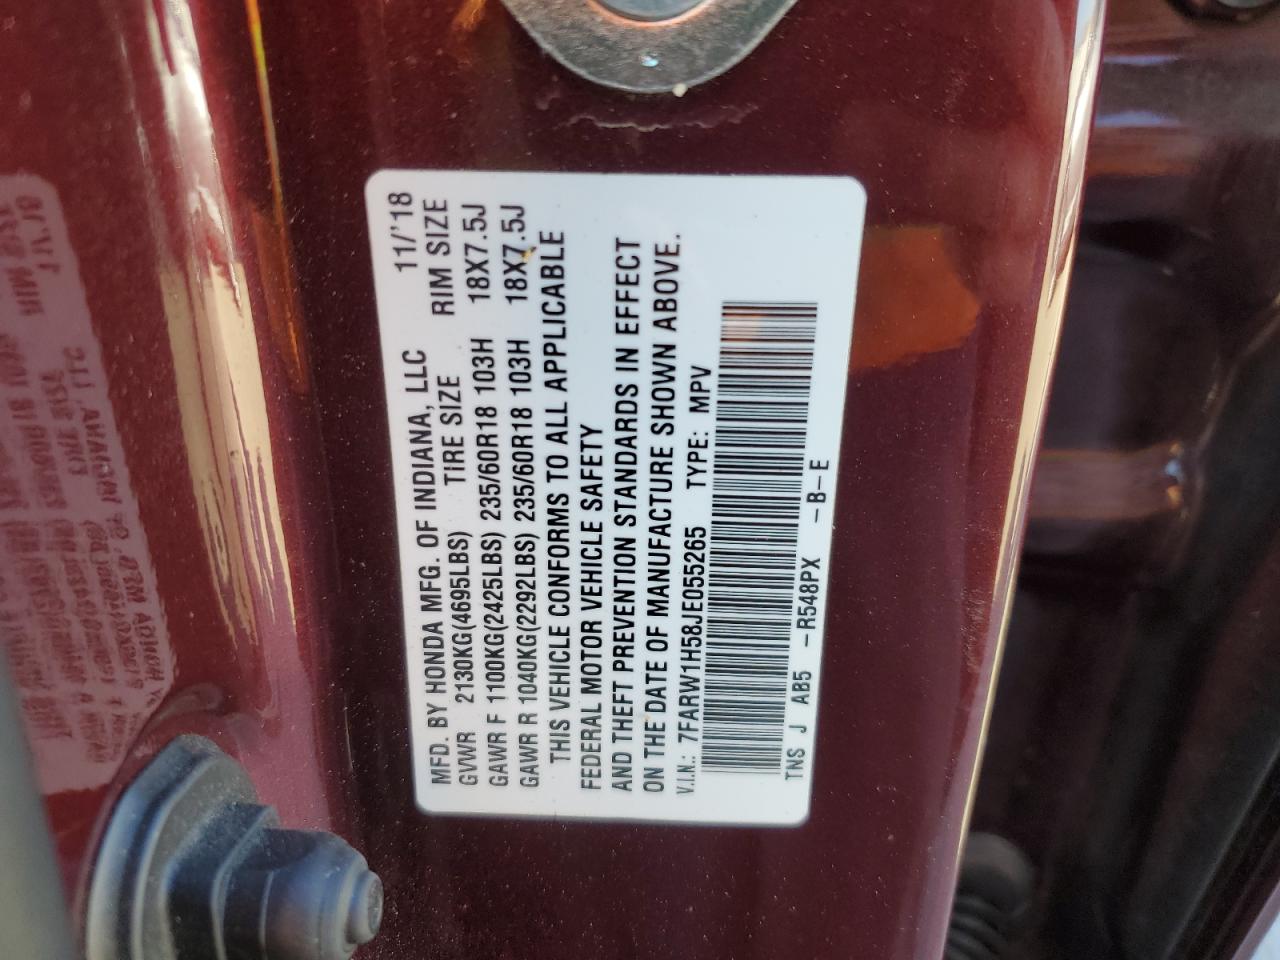 MFD. BY HONDA MFG. OF INDIANA, LLC 11/'18
GVWR 2130KG(4695LBS) TIRE SIZE RIM SIZE
GAWR F 1100KG(2425LBS) 235/60R18 103H 18X7.5J
GAWR R 1040KG(2292LBS) 235/60R18 103H 18X7.5J
THIS VEHICLE CONFORMS TO ALL APPLICABLE
FEDERAL MOTOR VEHICLE SAFETY
AND THEFT PREVENTION STANDARDS IN EFFECT
ON THE DATE OF MANUFACTURE SHOWN ABOVE.
V.I.N.: 7FARW1H58JE055265 TYPE: MPV
TNS J AB5 -R548PX -B-E